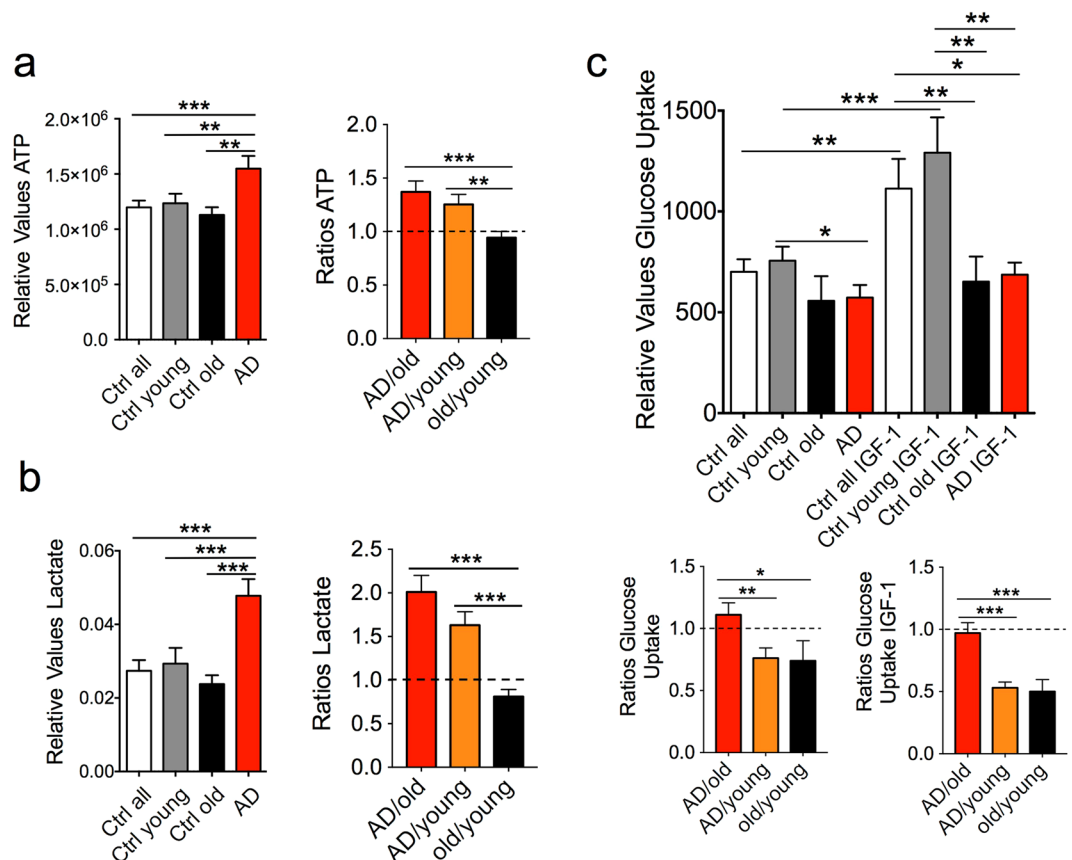 a
Relative Values ATP
2.0×10⁶
1.5×10⁶
1.0×10⁶
5.0×10⁵
0.0
***
**
**
Ctrl all
Ctrl young
Ctrl old
AD
Ratios ATP
2.0
1.5
1.0
0.5
0.0
***
**
AD/old
AD/young
old/young
b
Relative Values Lactate
0.06
0.04
0.02
0.00
***
***
***
Ctrl all
Ctrl young
Ctrl old
AD
Ratios Lactate
2.5
2.0
1.5
1.0
0.5
0.0
***
***
AD/old
AD/young
old/young
c
Relative Values Glucose Uptake
1500
1000
500
0
**
**
*
***
**
**
*
Ctrl all
Ctrl young
Ctrl old
AD
Ctrl all IGF-1
Ctrl young IGF-1
Ctrl old IGF-1
AD IGF-1
Ratios Glucose
Uptake
1.5
1.0
0.5
0.0
*
**
AD/old
AD/young
old/young
Ratios Glucose
Uptake IGF-1
1.5
1.0
0.5
0.0
***
***
AD/old
AD/young
old/young